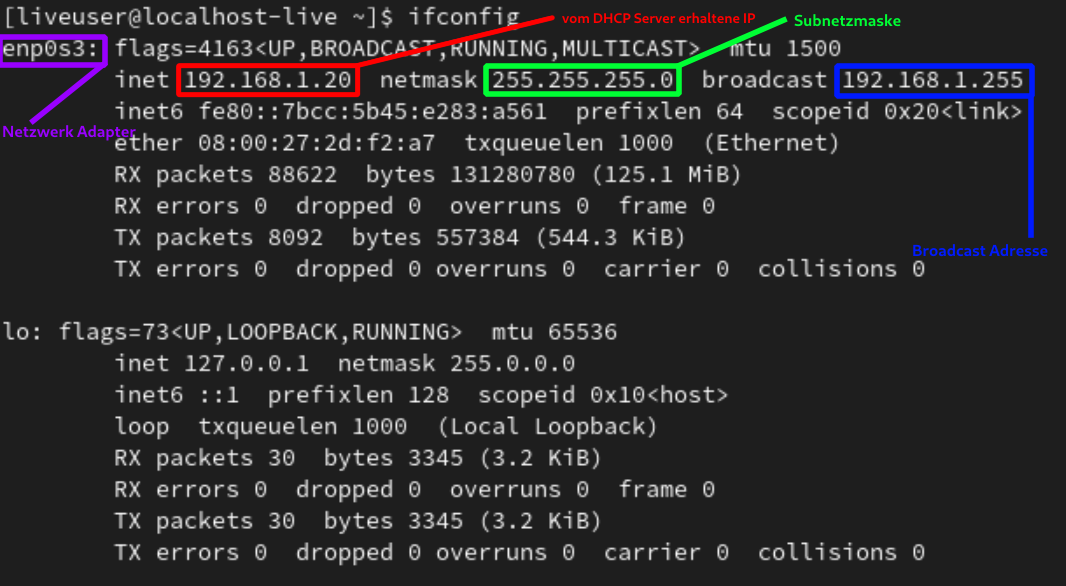 [liveuser@localhost-live ~]$ ifconfig
vom DHCP Server erhaltene IP
Subnetzmaske
enp0s3: flags=4163<UP,BROADCAST,RUNNING,MULTICAST>  mtu 1500
inet 192.168.1.20  netmask 255.255.255.0  broadcast 192.168.1.255
inet6 fe80::7bcc:5b45:e283:a561  prefixlen 64  scopeid 0x20<link>
Netzwerk Adapter
ether 08:00:27:2d:f2:a7  txqueuelen 1000  (Ethernet)
RX packets 88622  bytes 131280780 (125.1 MiB)
RX errors 0  dropped 0  overruns 0  frame 0
TX packets 8092  bytes 557384 (544.3 KiB)
Broadcast Adresse
TX errors 0  dropped 0 overruns 0  carrier 0  collisions 0
lo: flags=73<UP,LOOPBACK,RUNNING>  mtu 65536
inet 127.0.0.1  netmask 255.0.0.0
inet6 ::1  prefixlen 128  scopeid 0x10<host>
loop  txqueuelen 1000  (Local Loopback)
RX packets 30  bytes 3345 (3.2 KiB)
RX errors 0  dropped 0  overruns 0  frame 0
TX packets 30  bytes 3345 (3.2 KiB)
TX errors 0  dropped 0 overruns 0  carrier 0  collisions 0